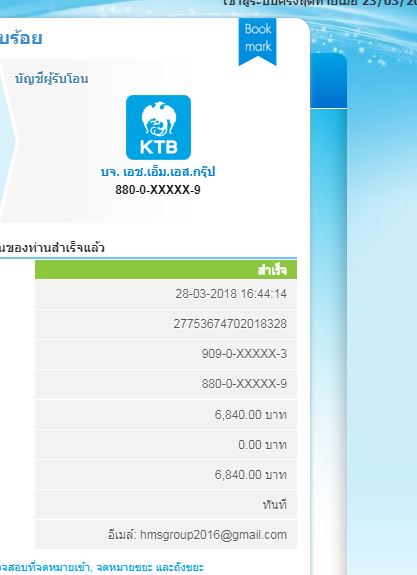 เข้าสู่ระบบครั้งสุดท้ายเมื่อ 23/03/20
บร้อย
Book
mark
บัญชีผู้รับโอน
KTB
บจ. เอช.เอ็ม.เอส.กรุ๊ป
880-0-XXXXX-9
นของท่านสำเร็จแล้ว
สำเร็จ
28-03-2018 16:44:14
27753674702018328
909-0-XXXXX-3
880-0-XXXXX-9
6,840.00 บาท
0.00 บาท
6,840.00 บาท
ทันที
อีเมล์: hmsgroup2016@gmail.com
จสอบที่จดหมายเข้า, จดหมายขยะ และถังขยะ